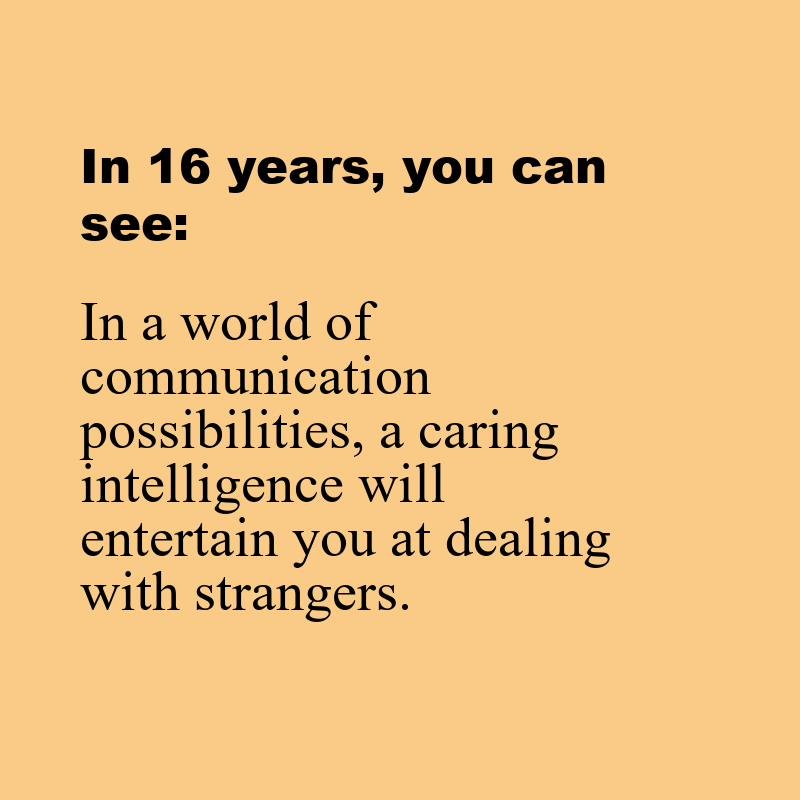 In 16 years, you can
see:
In a world of
communication
possibilities, a caring
intelligence will
entertain you at dealing
with strangers.